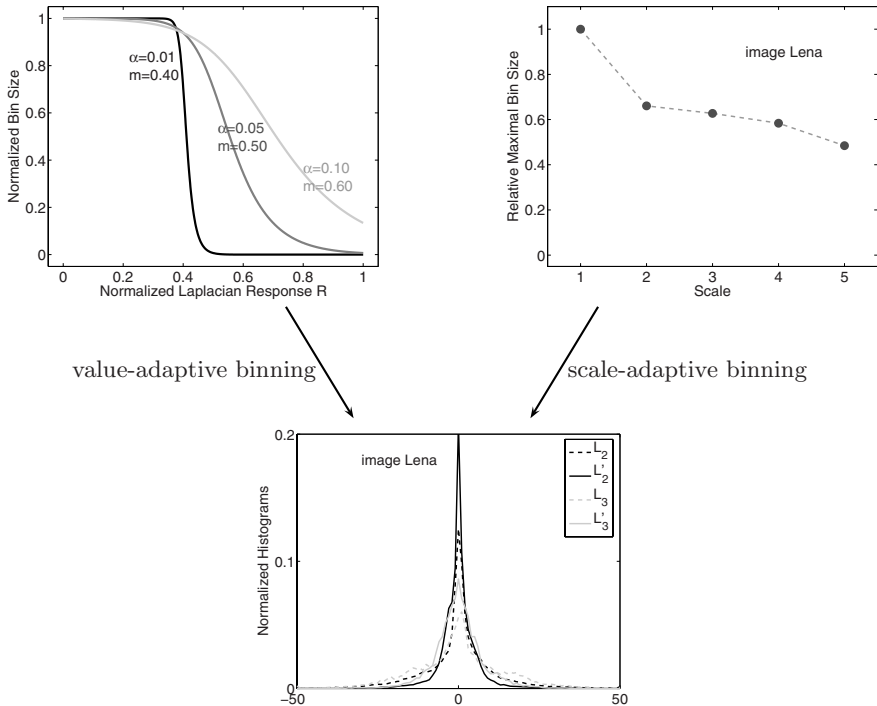 Normalized Bin Size
1
0.8
0.6
0.4
0.2
0
α=0.01
m=0.40
α=0.05
m=0.50
α=0.10
m=0.60
0 0.2 0.4 0.6 0.8 1
Normalized Laplacian Response R
Relative Maximal Bin Size
1
0.8
0.6
0.4
0.2
0
image Lena
1 2 3 4 5
Scale
value-adaptive binning
scale-adaptive binning
Normalized Histograms
0.2
0.1
0
image Lena
L2
L'2
L3
L'3
−50 0 50